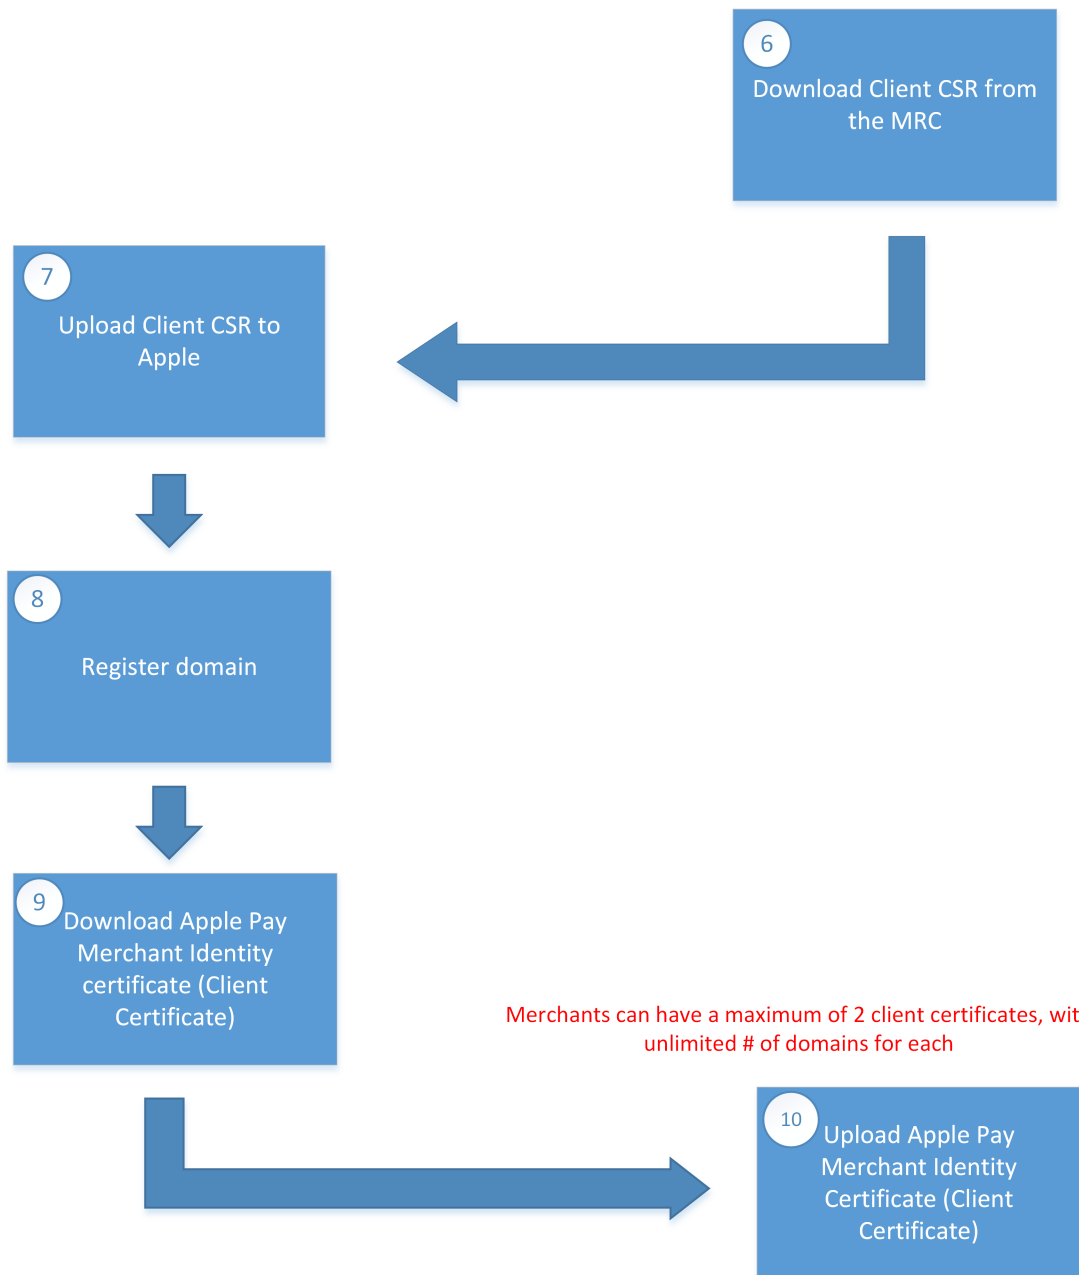 6
Download Client CSR from
the MRC
7
Upload Client CSR to
Apple
8
Register domain
9
Download Apple Pay
Merchant Identity
certificate (Client
Certificate)
Merchants can have a maximum of 2 client certificates, wit
unlimited # of domains for each
10
Upload Apple Pay
Merchant Identity
Certificate (Client
Certificate)